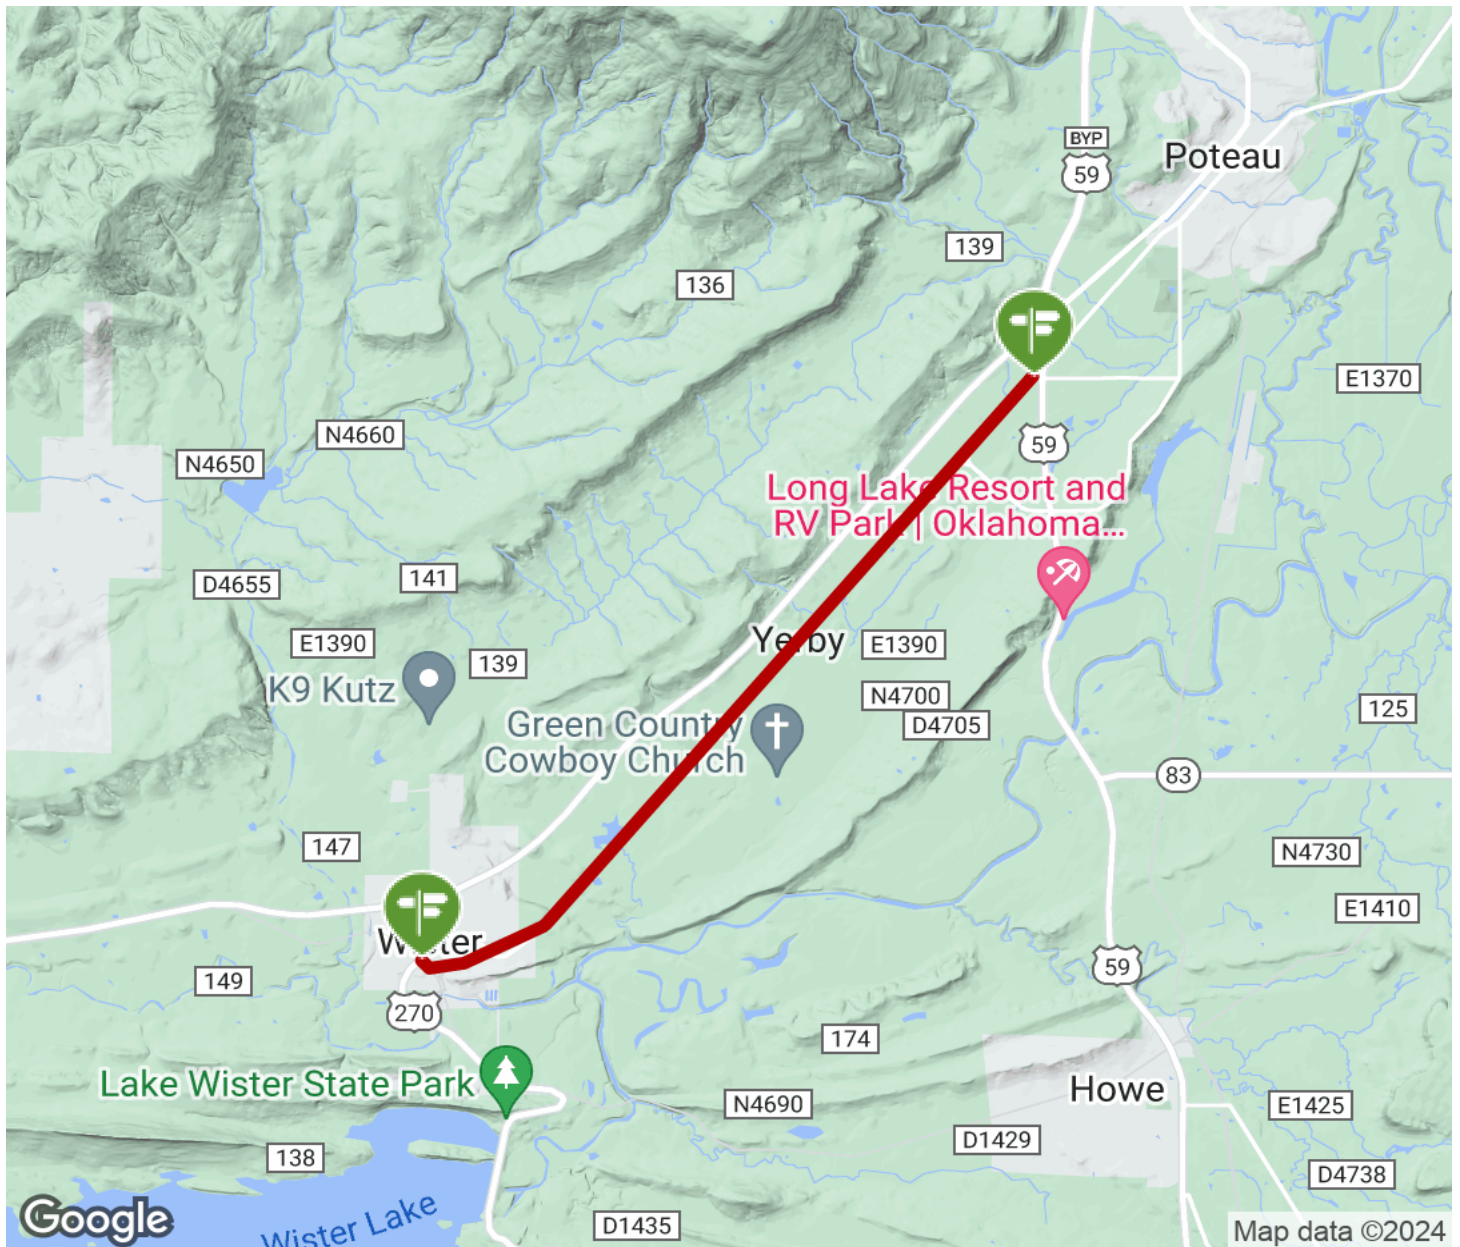 BYP
59
Poteau
139
136
E1370
N4660
59
N4650
Long Lake Resort and
RV Park | Oklahoma...
141
D4655
Yerby
E1390
E1390
139
K9 Kutz
N4700
125
Green Country
Cowboy Church
D4705
83
147
N4730
E1410
Wister
59
149
270
174
Lake Wister State Park
Howe
N4690
E1425
D1429
138
D4738
Google
Wister Lake
D1435
Map data ©2024